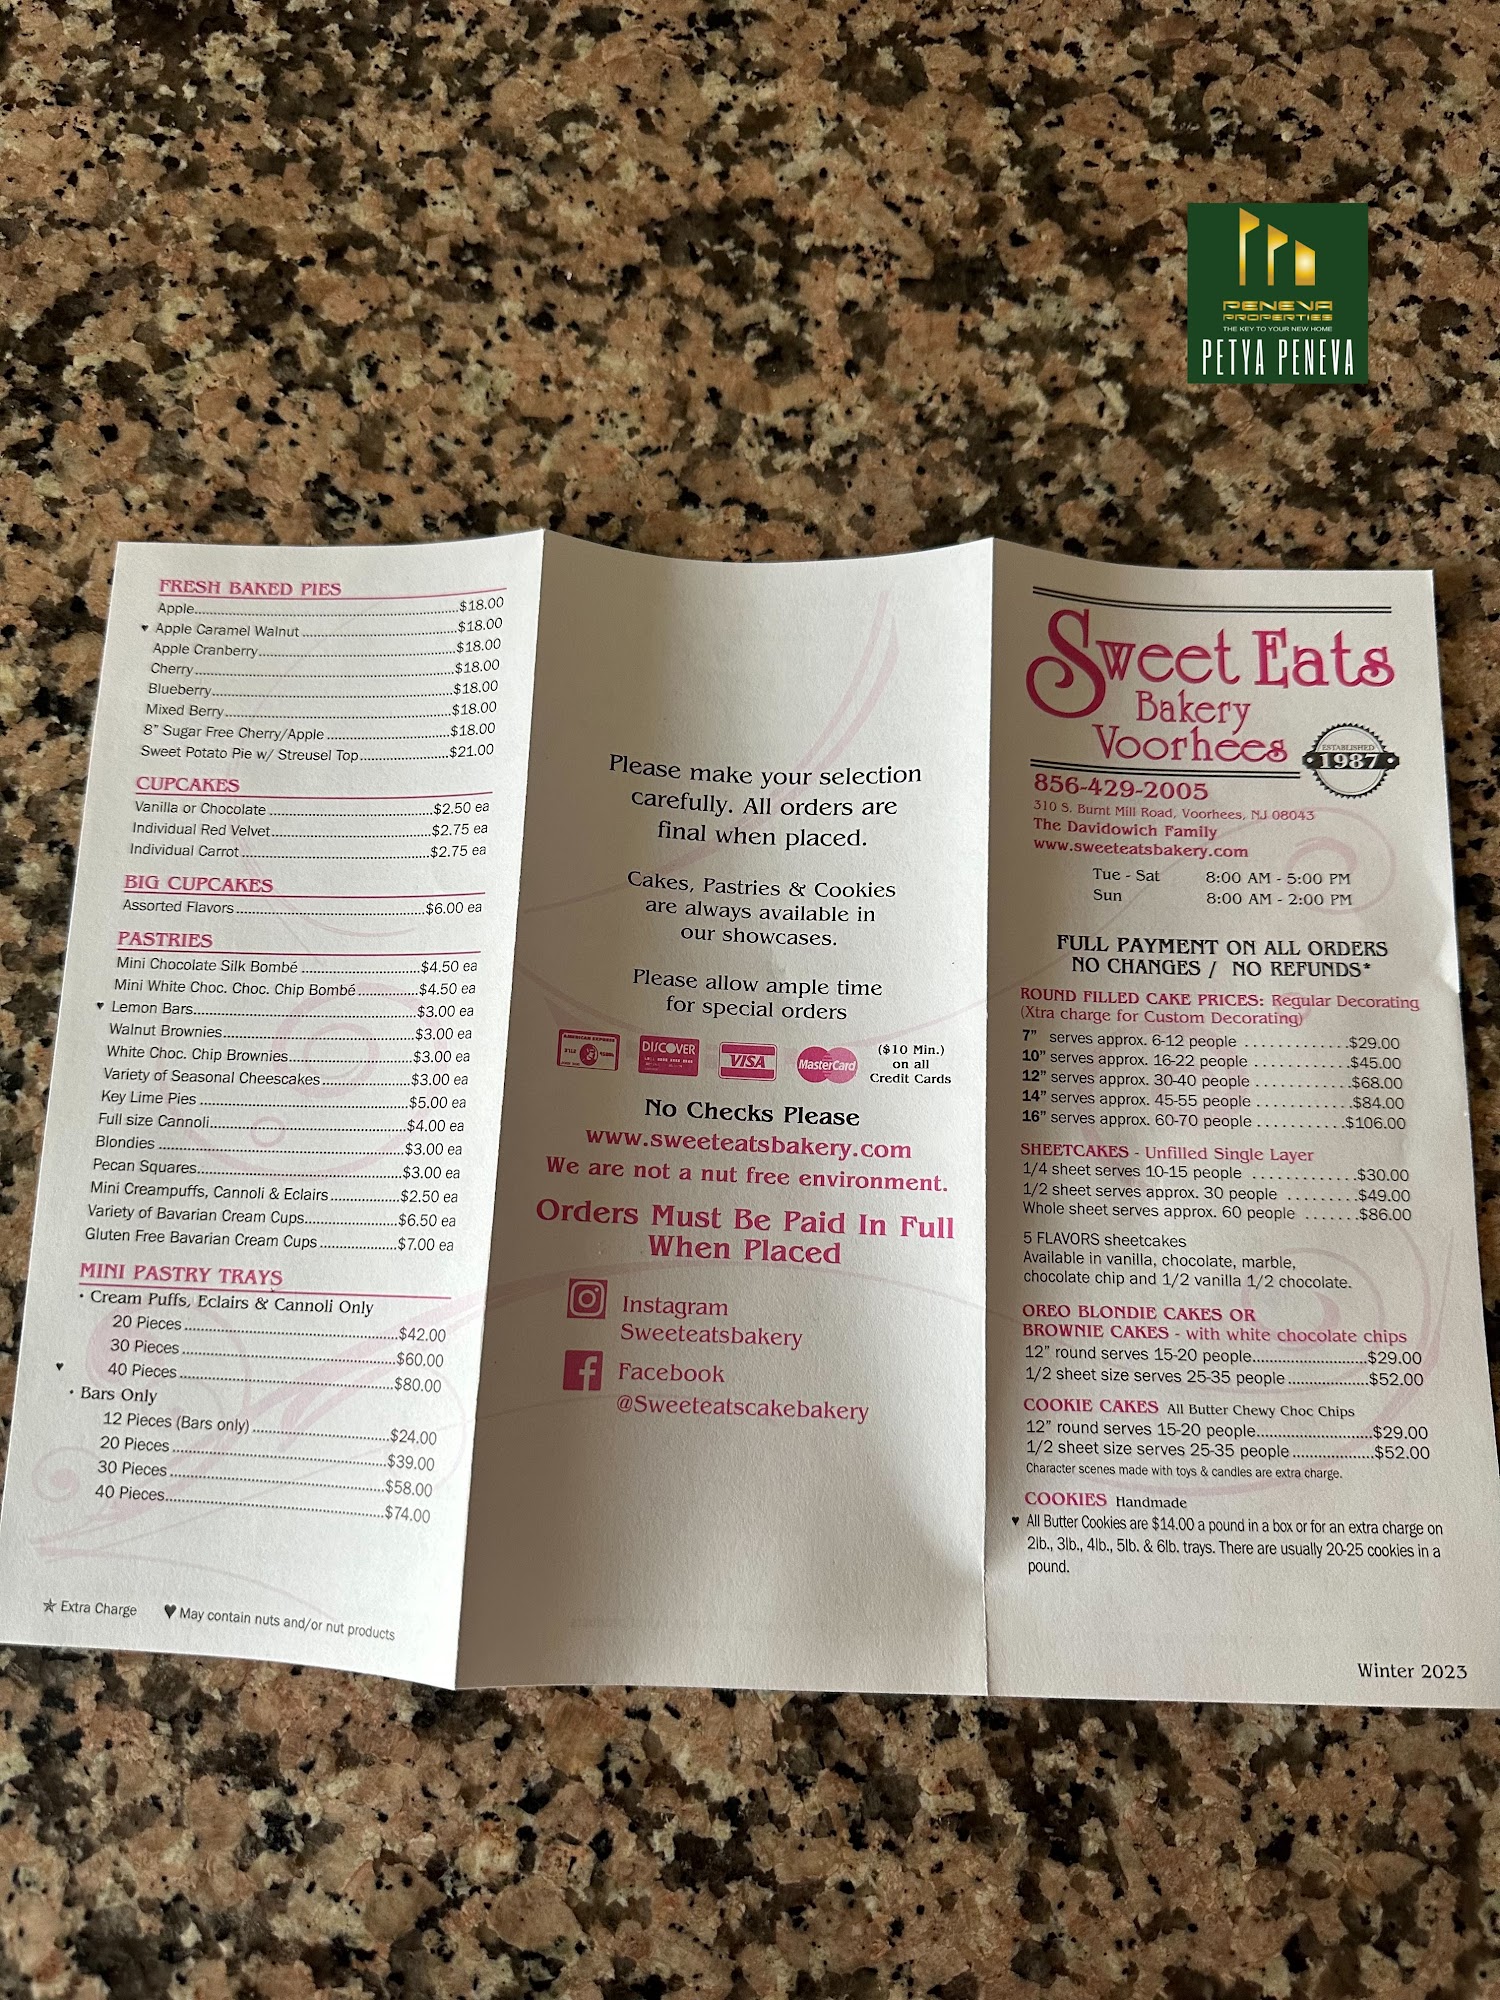 PENEVA
PROPERTIES
THE KEY TO YOUR NEW HOME
PETYA PENEVA
FRESH BAKED PIES
Apple $18.00
♥ Apple Caramel Walnut $18.00
Apple Cranberry $18.00
Cherry $18.00
Blueberry $18.00
Mixed Berry $18.00
8" Sugar Free Cherry/Apple $18.00
Sweet Potato Pie w/ Streusel Top $21.00
CUPCAKES
Vanilla or Chocolate $2.50 ea
Individual Red Velvet $2.75 ea
Individual Carrot $2.75 ea
BIG CUPCAKES
Assorted Flavors $6.00 ea
PASTRIES
Mini Chocolate Silk Bombé $4.50 ea
Mini White Choc. Choc. Chip Bombé $4.50 ea
♥ Lemon Bars $3.00 ea
Walnut Brownies $3.00 ea
White Choc. Chip Brownies $3.00 ea
Variety of Seasonal Cheescakes $3.00 ea
Key Lime Pies $5.00 ea
Full size Cannoli $4.00 ea
Blondies $3.00 ea
Pecan Squares $3.00 ea
Mini Creampuffs, Cannoli & Eclairs $2.50 ea
Variety of Bavarian Cream Cups $6.50 ea
Gluten Free Bavarian Cream Cups $7.00 ea
MINI PASTRY TRAYS
• Cream Puffs, Eclairs & Cannoli Only
20 Pieces $42.00
30 Pieces $60.00
♥ 40 Pieces $80.00
• Bars Only
12 Pieces (Bars only) $24.00
20 Pieces $39.00
30 Pieces $58.00
40 Pieces $74.00
★ Extra Charge ♥ May contain nuts and/or nut products
Please make your selection
carefully. All orders are
final when placed.
Cakes, Pastries & Cookies
are always available in
our showcases.
Please allow ample time
for special orders
AMERICAN EXPRESS
DISCOVER
VISA
MasterCard
($10 Min.)
on all
Credit Cards
No Checks Please
www.sweeteatsbakery.com
We are not a nut free environment.
Orders Must Be Paid In Full
When Placed
Instagram
Sweeteatsbakery
Facebook
@Sweeteatscakebakery
Sweet Eats
Bakery
Voorhees
ESTABLISHED
1987
856-429-2005
310 S. Burnt Mill Road, Voorhees, NJ 08043
The Davidowich Family
www.sweeteatsbakery.com
Tue - Sat 8:00 AM - 5:00 PM
Sun 8:00 AM - 2:00 PM
FULL PAYMENT ON ALL ORDERS
NO CHANGES / NO REFUNDS*
ROUND FILLED CAKE PRICES: Regular Decorating
(Xtra charge for Custom Decorating)
7" serves approx. 6-12 people $29.00
10" serves approx. 16-22 people $45.00
12" serves approx. 30-40 people $68.00
14" serves approx. 45-55 people $84.00
16" serves approx. 60-70 people $106.00
SHEETCAKES - Unfilled Single Layer
1/4 sheet serves 10-15 people $30.00
1/2 sheet serves approx. 30 people $49.00
Whole sheet serves approx. 60 people $86.00
5 FLAVORS sheetcakes
Available in vanilla, chocolate, marble,
chocolate chip and 1/2 vanilla 1/2 chocolate.
OREO BLONDIE CAKES OR
BROWNIE CAKES - with white chocolate chips
12" round serves 15-20 people $29.00
1/2 sheet size serves 25-35 people $52.00
COOKIE CAKES All Butter Chewy Choc Chips
12" round serves 15-20 people $29.00
1/2 sheet size serves 25-35 people $52.00
Character scenes made with toys & candles are extra charge.
COOKIES Handmade
♥ All Butter Cookies are $14.00 a pound in a box or for an extra charge on
2lb., 3lb., 4lb., 5lb. & 6lb. trays. There are usually 20-25 cookies in a
pound.
Winter 2023